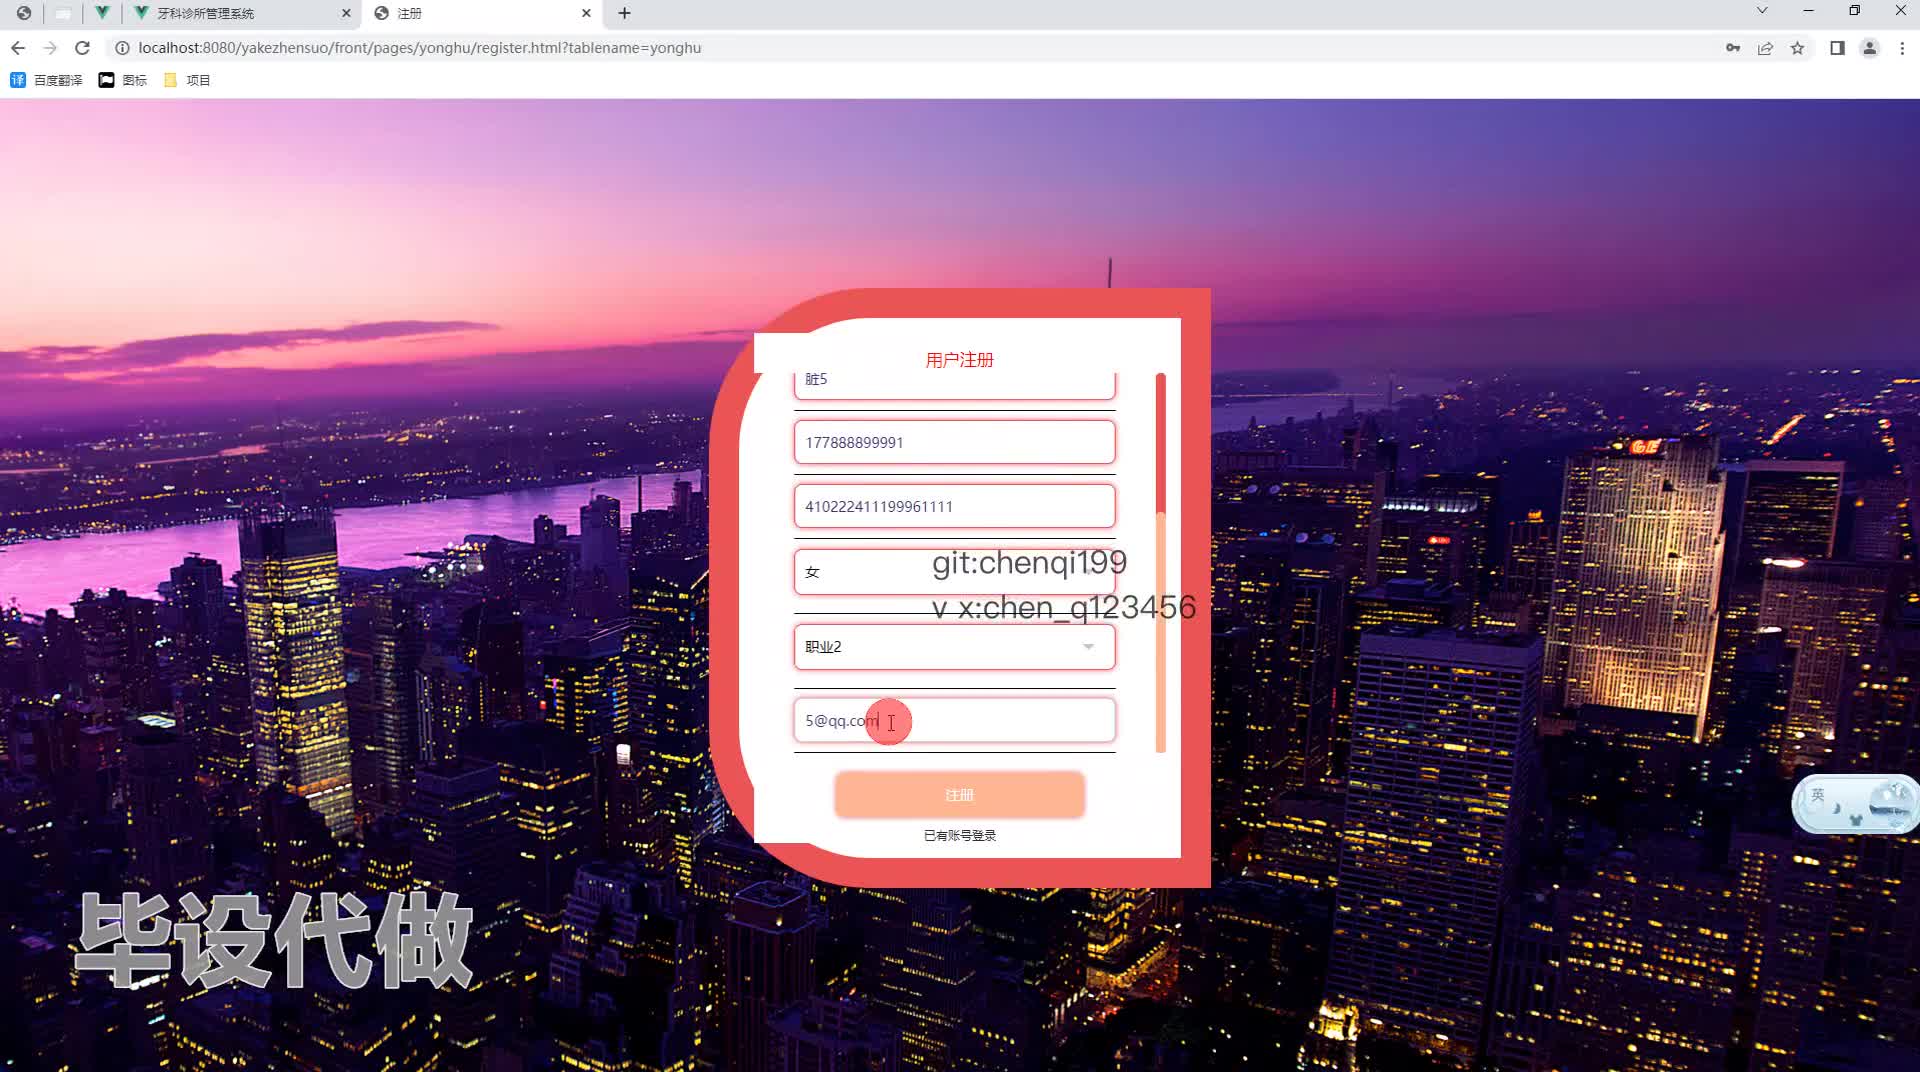 牙科诊所管理系统
注册
localhost:8080/yakezhensuo/front/pages/yonghu/register.html?tablename=yonghu
译 百度翻译
图标
项目
用户注册
脏5
177888899991
410222411199961111
女
git:chenqi199
v x:chen_q123456
职业2
5@qq.com
注册
已有账号登录
英
毕设代做
GE